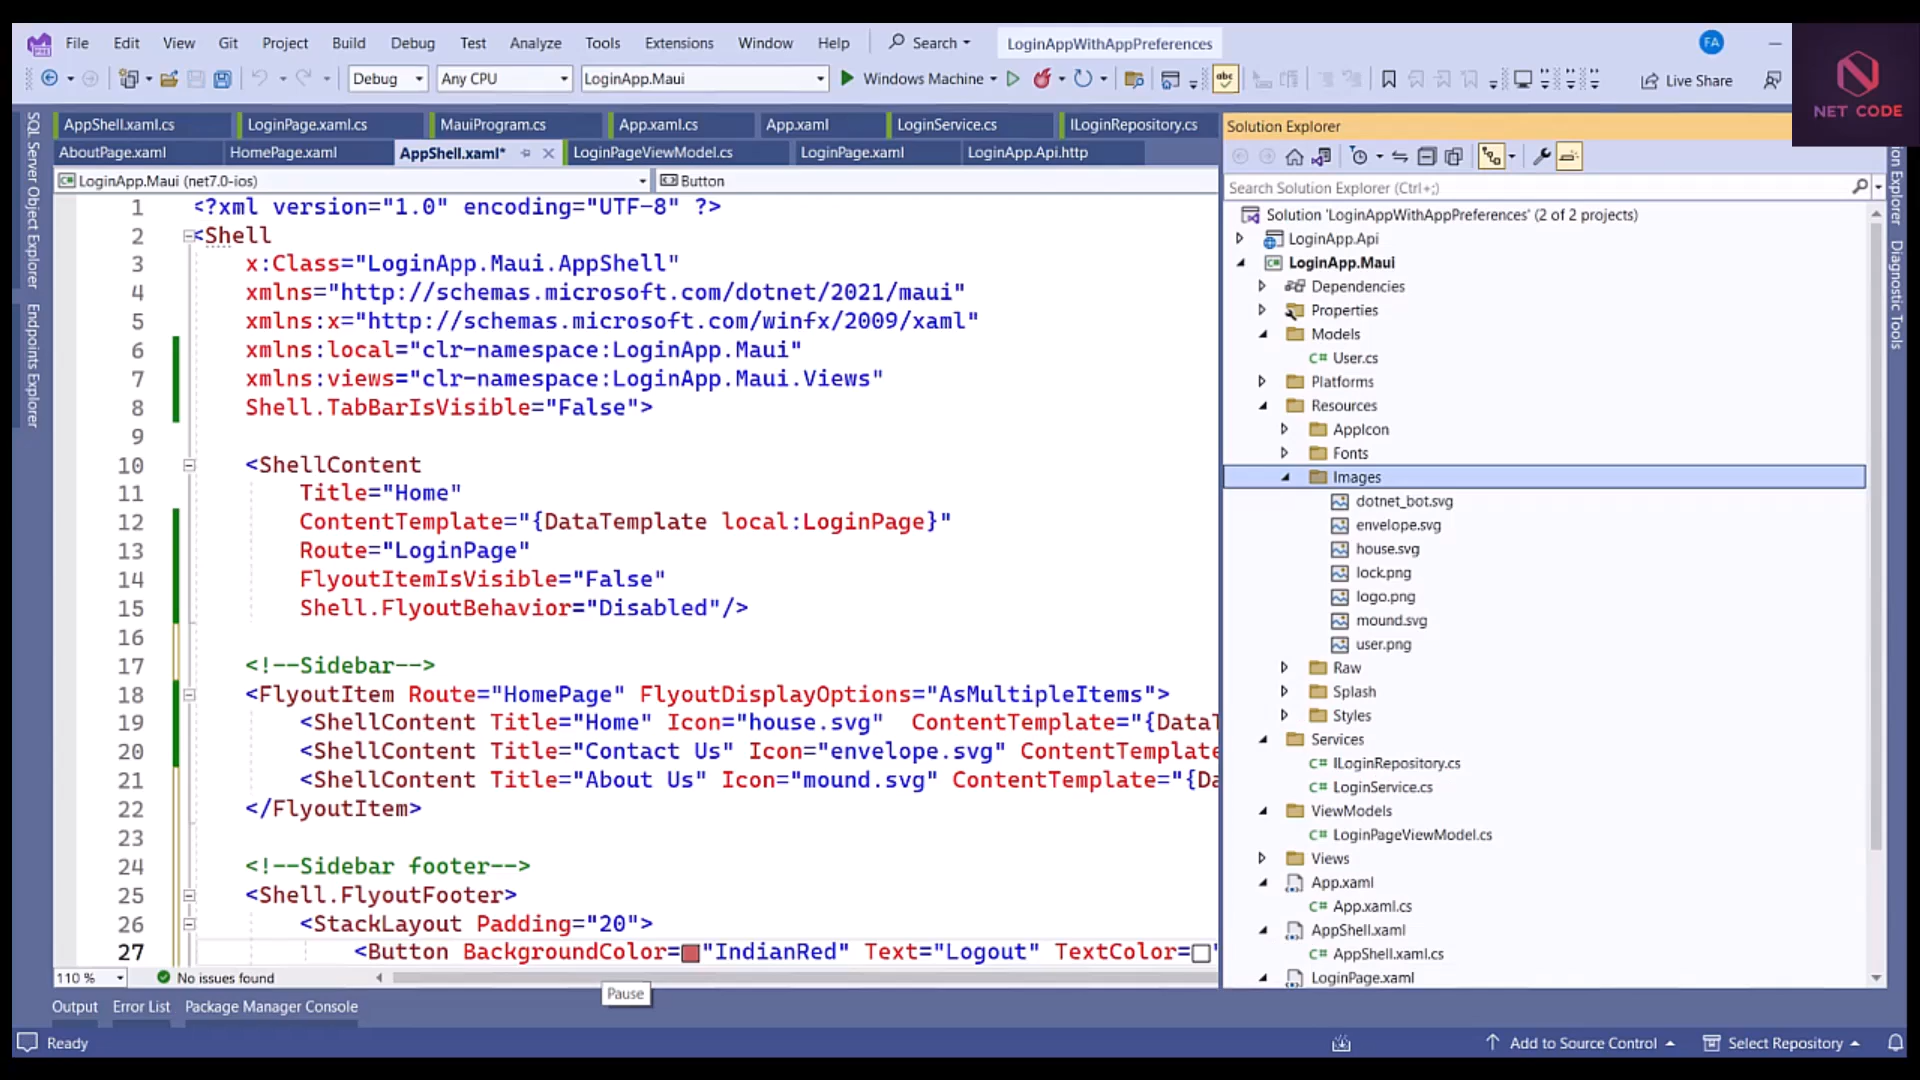 File Edit View Git Project Build Debug Test Analyze Tools Extensions Window Help Search LoginAppWithAppPreferences FA
Debug Any CPU LoginApp.Maui Windows Machine abc Live Share
NET CODE
AppShell.xaml.cs LoginPage.xaml.cs MauiProgram.cs App.xaml.cs App.xaml LoginService.cs ILoginRepository.cs
AboutPage.xaml HomePage.xaml AppShell.xaml* LoginPageViewModel.cs LoginPage.xaml LoginApp.Api.http
LoginApp.Maui (net7.0-ios) Button
SQL Server Object Explorer
Endpoints Explorer
1 <?xml version="1.0" encoding="UTF-8" ?>
2 <Shell
3 x:Class="LoginApp.Maui.AppShell"
4 xmlns="http://schemas.microsoft.com/dotnet/2021/maui"
5 xmlns:x="http://schemas.microsoft.com/winfx/2009/xaml"
6 xmlns:local="clr-namespace:LoginApp.Maui"
7 xmlns:views="clr-namespace:LoginApp.Maui.Views"
8 Shell.TabBarIsVisible="False">
9
10 <ShellContent
11 Title="Home"
12 ContentTemplate="{DataTemplate local:LoginPage}"
13 Route="LoginPage"
14 FlyoutItemIsVisible="False"
15 Shell.FlyoutBehavior="Disabled"/>
16
17 <!--Sidebar-->
18 <FlyoutItem Route="HomePage" FlyoutDisplayOptions="AsMultipleItems">
19 <ShellContent Title="Home" Icon="house.svg" ContentTemplate="{DataT
20 <ShellContent Title="Contact Us" Icon="envelope.svg" ContentTemplate
21 <ShellContent Title="About Us" Icon="mound.svg" ContentTemplate="{Da
22 </FlyoutItem>
23
24 <!--Sidebar footer-->
25 <Shell.FlyoutFooter>
26 <StackLayout Padding="20">
27 <Button BackgroundColor="IndianRed" Text="Logout" TextColor="
110 % No issues found
Pause
Solution Explorer
Search Solution Explorer (Ctrl+;)
Solution 'LoginAppWithAppPreferences' (2 of 2 projects)
LoginApp.Api
LoginApp.Maui
Dependencies
Properties
Models
C# User.cs
Platforms
Resources
AppIcon
Fonts
Images
dotnet_bot.svg
envelope.svg
house.svg
lock.png
logo.png
mound.svg
user.png
Raw
Splash
Styles
Services
C# ILoginRepository.cs
C# LoginService.cs
ViewModels
C# LoginPageViewModel.cs
Views
App.xaml
C# App.xaml.cs
AppShell.xaml
C# AppShell.xaml.cs
LoginPage.xaml
ion Explorer
Diagnostic Tools
Output Error List Package Manager Console
Ready Add to Source Control Select Repository